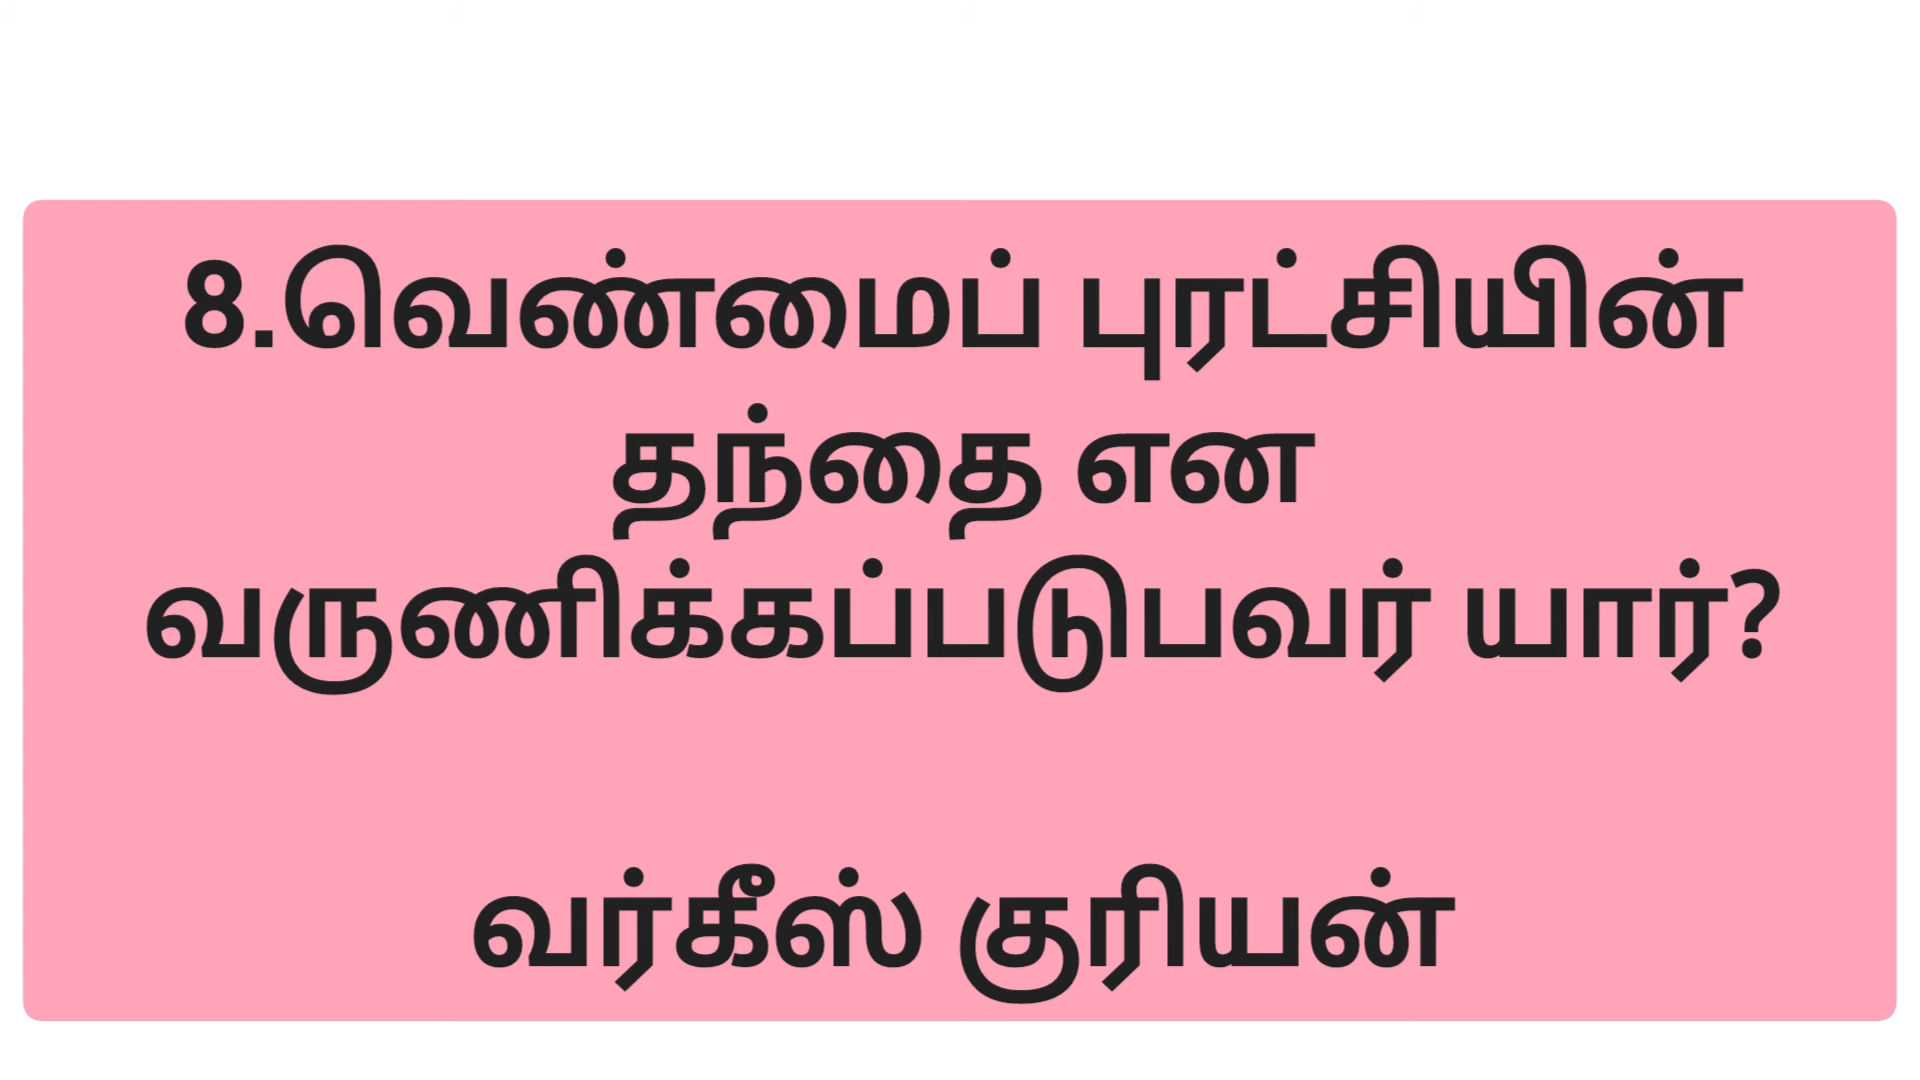 8.வெண்மைப் புரட்சியின்
தந்தை என
வருணிக்கப்படுபவர் யார்?
வர்கீஸ் குரியன்